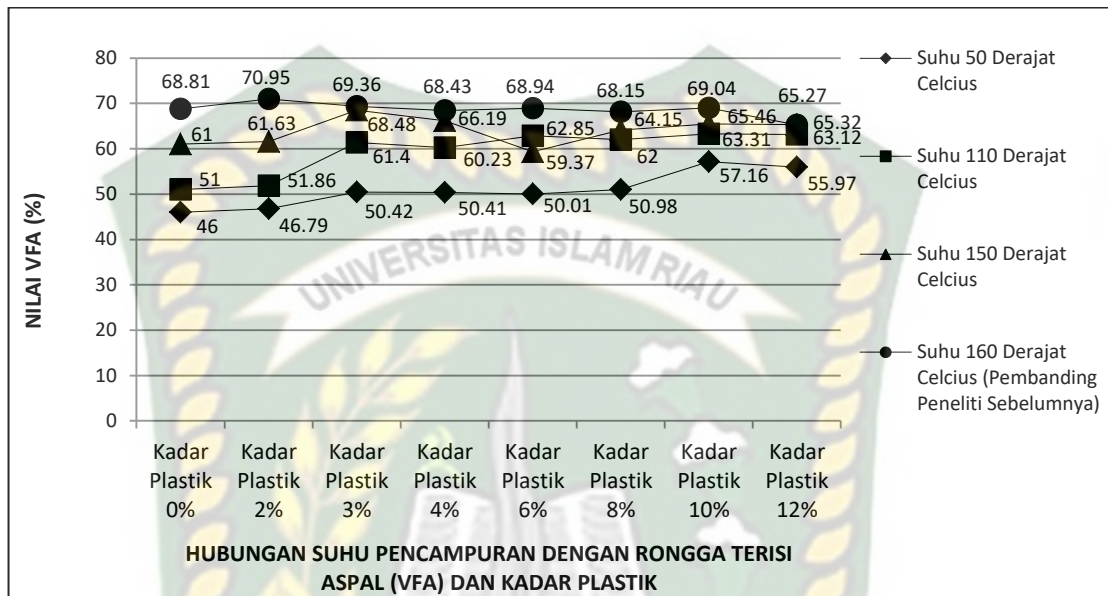 80
70
60
50
40
30
20
10
0
NILAI VFA (%)
68.81
70.95
69.36
68.43
68.94
68.15
69.04
65.27
61
61.63
68.48
66.19
59.37
64.15
65.46
65.32
51
51.86
61.4
60.23
62.85
62
63.31
63.12
46
46.79
50.42
50.41
50.01
50.98
57.16
55.97
UNIVERSITAS ISLAM RIAU
Kadar Plastik 0%
Kadar Plastik 2%
Kadar Plastik 3%
Kadar Plastik 4%
Kadar Plastik 6%
Kadar Plastik 8%
Kadar Plastik 10%
Kadar Plastik 12%
HUBUNGAN SUHU PENCAMPURAN DENGAN RONGGA TERISI
ASPAL (VFA) DAN KADAR PLASTIK
Suhu 50 Derajat
Celcius
Suhu 110 Derajat
Celcius
Suhu 150 Derajat
Celcius
Suhu 160 Derajat
Celcius (Pembanding
Peneliti Sebelumnya)